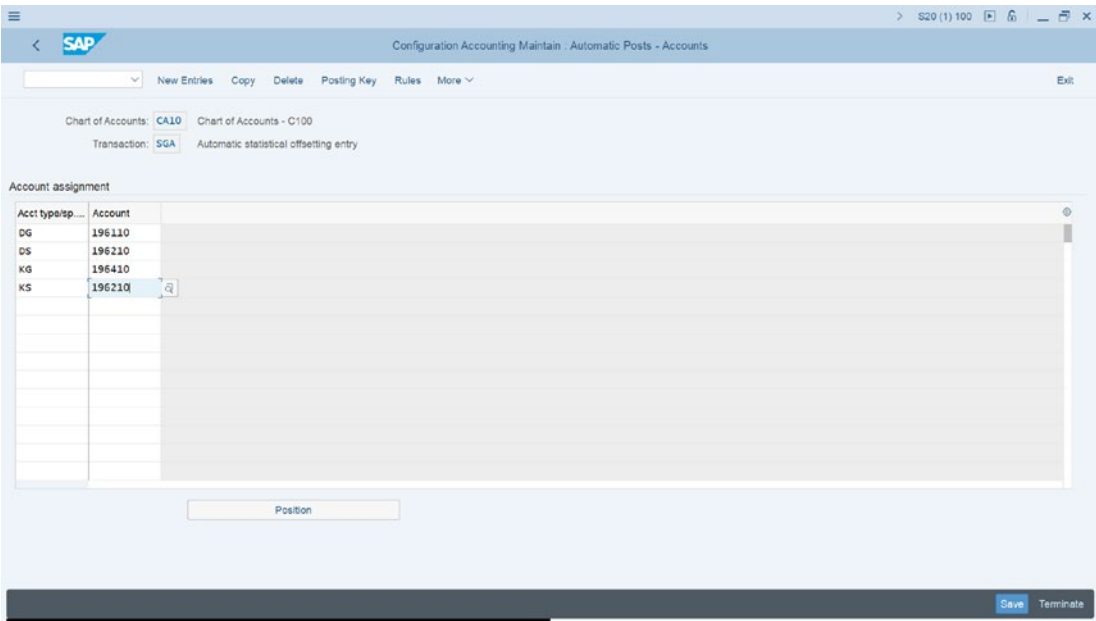 S20 (1) 100
SAP
Configuration Accounting Maintain : Automatic Posts - Accounts
New Entries Copy Delete Posting Key Rules More Exit
Chart of Accounts: CA10 Chart of Accounts - C100
Transaction: SGA Automatic statistical offsetting entry
Account assignment
Acct type/sp.... Account
DG 196110
DS 196210
KG 196410
KS 196210
Position
Save Terminate